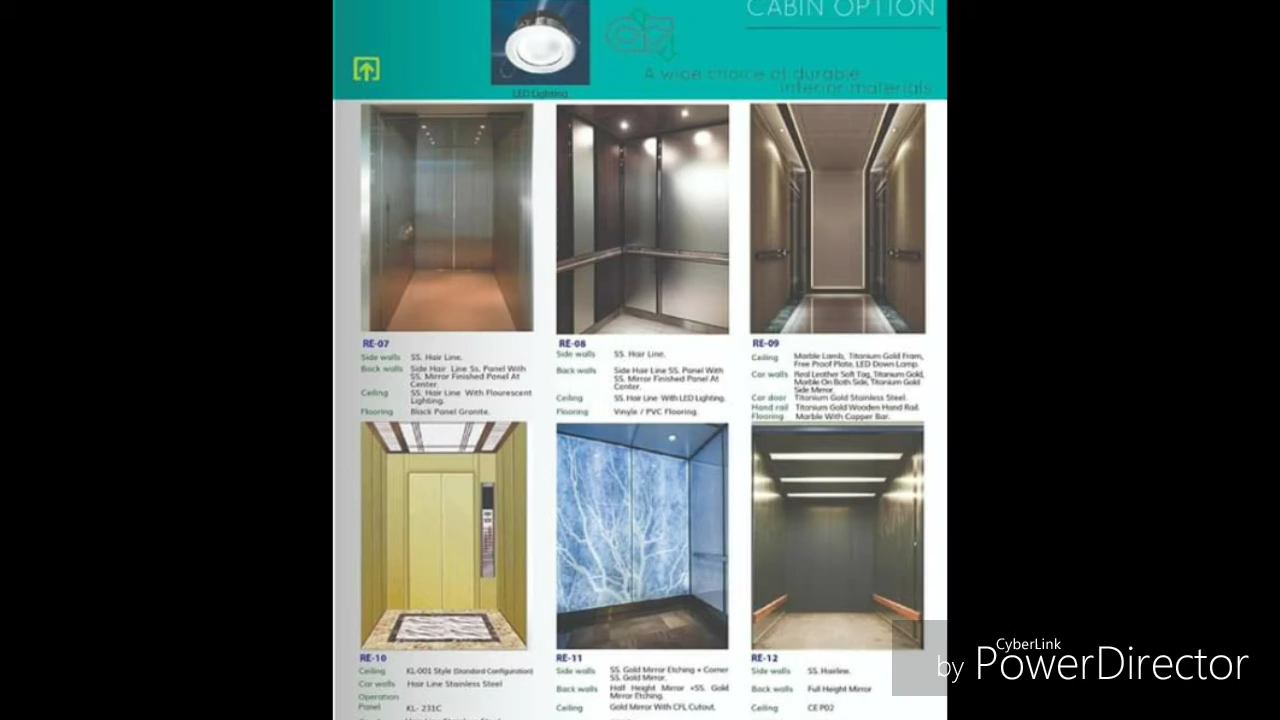 CABIN OPTION
A wide choice of durable
interior materials
LED Lighting
RE-07
Side walls SS. Hair Line.
Back walls Side Hair Line Ss. Panel With
SS. Mirror Finished Panel At
Center.
Ceiling SS. Hair Line With Flourescent
Lighting.
Flooring Black Panel Granite.
RE-08
Side walls SS. Hair Line.
Back walls Side Hair Line SS. Panel With
SS. Mirror Finished Panel At
Center.
Ceiling SS. Hair Line With LED Lighting.
Flooring Vinyle / PVC Flooring.
RE-09
Ceiling Marble Lamb, Titanium Gold Fram,
Free Proof Plate, LED Down Lamp.
Car walls Real Leather Soft Tag, Titanium Gold,
Marble On Both Side, Titanium Gold
Side Mirror.
Car door Titanium Gold Stainless Steel.
Hand rail Titanium Gold Wooden Hand Rail.
Flooring Marble With Copper Bar.
RE-10
Ceiling KL-001 Style (Standard Configuration)
Car walls Hair Line Stainless Steel
Operation
Panel KL- 231C
RE-11
Side walls SS. Gold Mirror Etching + Corner
SS. Gold Mirror.
Back walls Half Height Mirror +SS. Gold
Mirror Etching.
Ceiling Gold Mirror With CFL Cutout.
RE-12
Side walls SS. Hairline.
Back walls Full Height Mirror
Ceiling CE P02
CyberLink
by PowerDirector